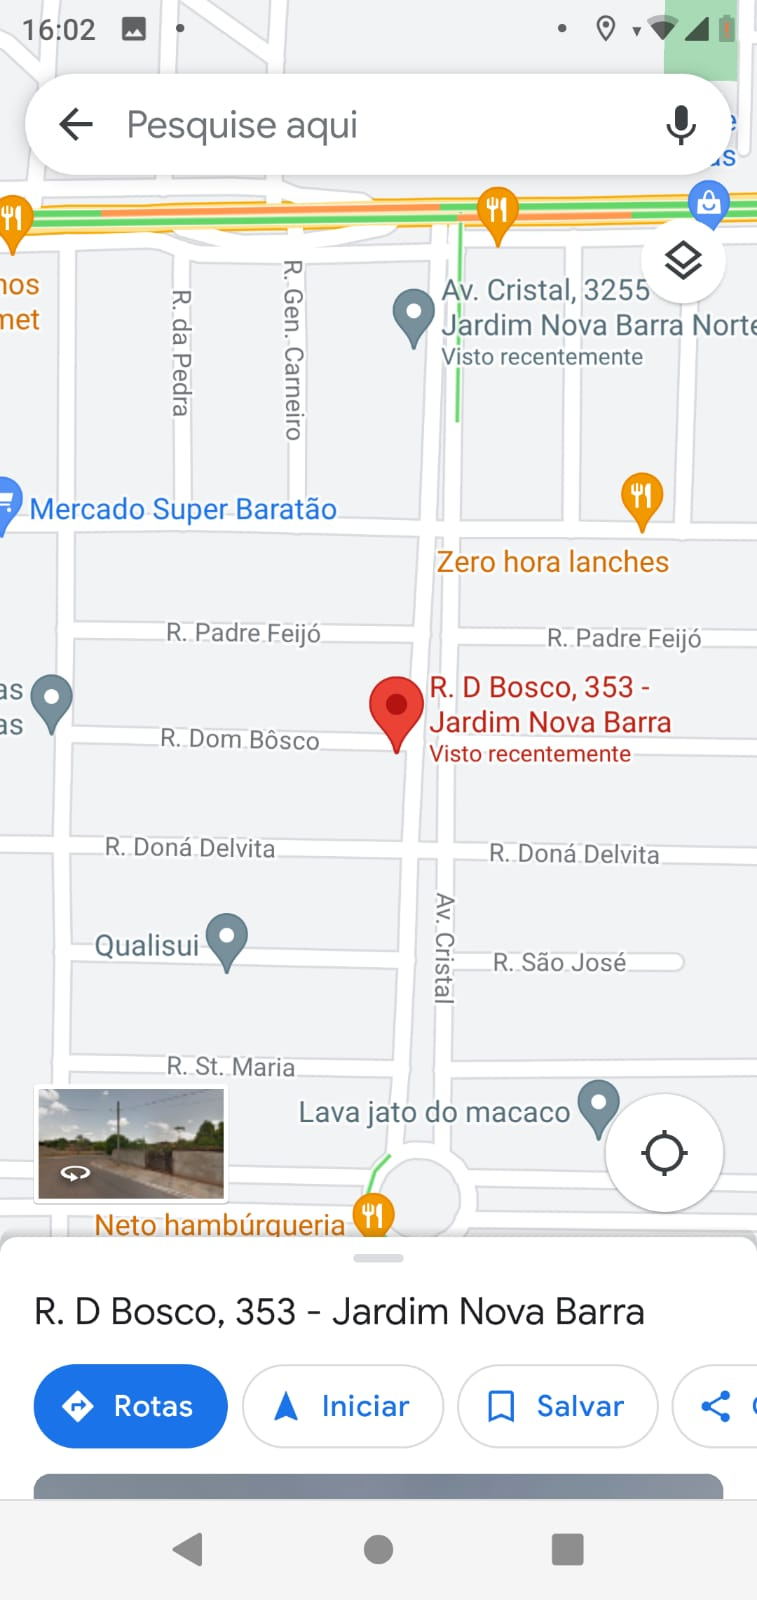 16:02
Pesquise aqui
as
nos
met
Av. Cristal, 3255
Jardim Nova Barra Norte
Visto recentemente
R. da Pedra
R. Gen. Carneiro
Mercado Super Baratão
Zero hora lanches
R. Padre Feijó
R. Padre Feijó
as
as
R. D Bosco, 353 -
Jardim Nova Barra
Visto recentemente
R. Dom Bôsco
R. Doná Delvita
R. Doná Delvita
Av. Cristal
Qualisui
R. São José
R. St. Maria
Lava jato do macaco
Neto hambúrgueria
R. D Bosco, 353 - Jardim Nova Barra
Rotas
Iniciar
Salvar